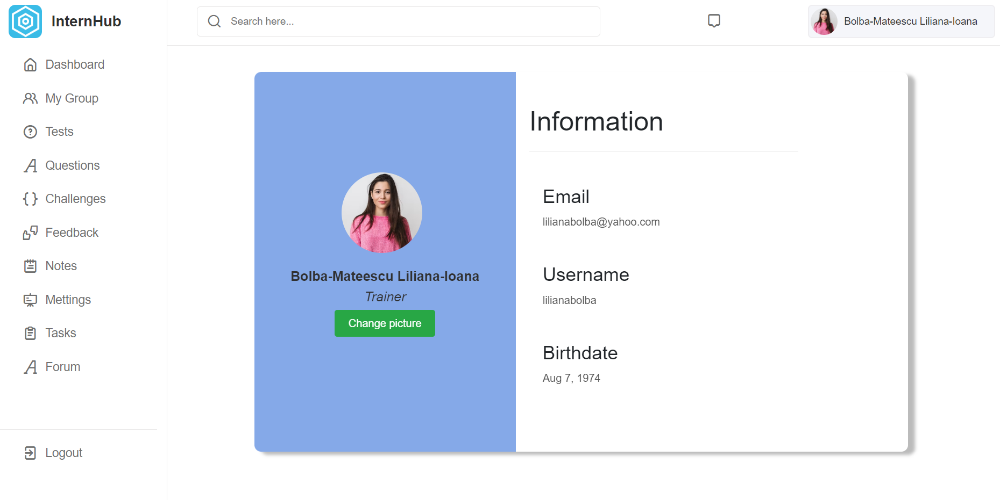 InternHub
Search here...
Bolba-Mateescu Liliana-Ioana
Dashboard
My Group
Tests
Questions
Challenges
Feedback
Notes
Mettings
Tasks
Forum
Logout
Bolba-Mateescu Liliana-Ioana
Trainer
Change picture
Information
Email
lilianabolba@yahoo.com
Username
lilianabolba
Birthdate
Aug 7, 1974